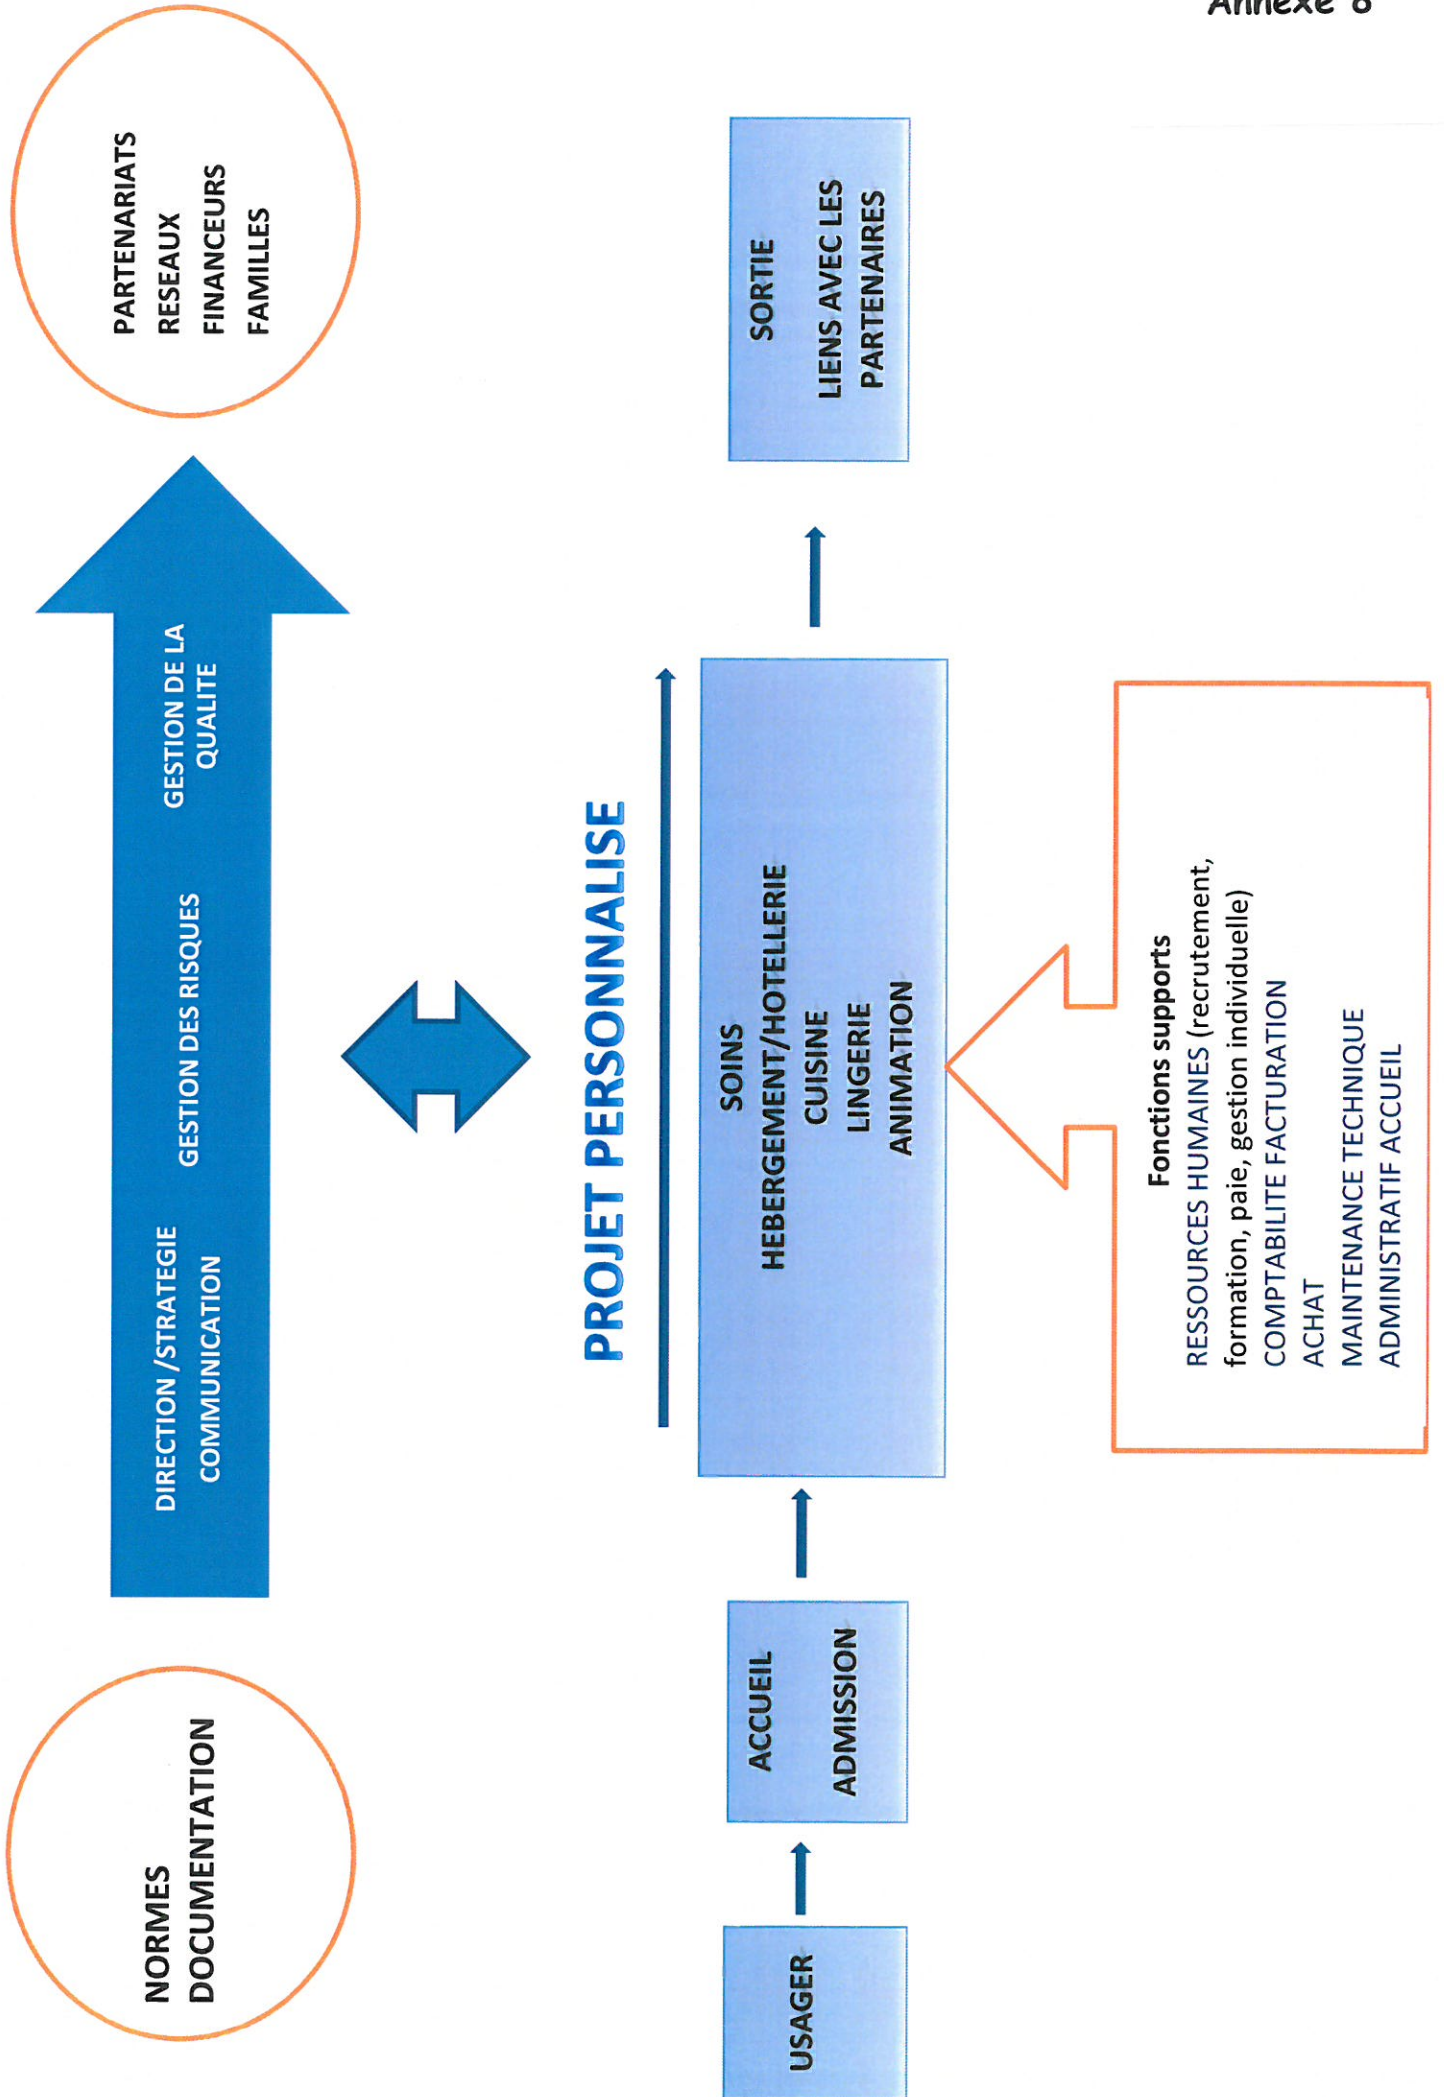 Annexe 8
NORMES
DOCUMENTATION
DIRECTION /STRATEGIE
COMMUNICATION
GESTION DES RISQUES
GESTION DE LA
QUALITE
PARTENARIATS
RESEAUX
FINANCEURS
FAMILLES
PROJET PERSONNALISE
USAGER
ACCUEIL
ADMISSION
SOINS
HEBERGEMENT/HOTELLERIE
CUISINE
LINGERIE
ANIMATION
SORTIE
LIENS AVEC LES
PARTENAIRES
Fonctions supports
RESSOURCES HUMAINES (recrutement,
formation, paie, gestion individuelle)
COMPTABILITE FACTURATION
ACHAT
MAINTENANCE TECHNIQUE
ADMINISTRATIF ACCUEIL